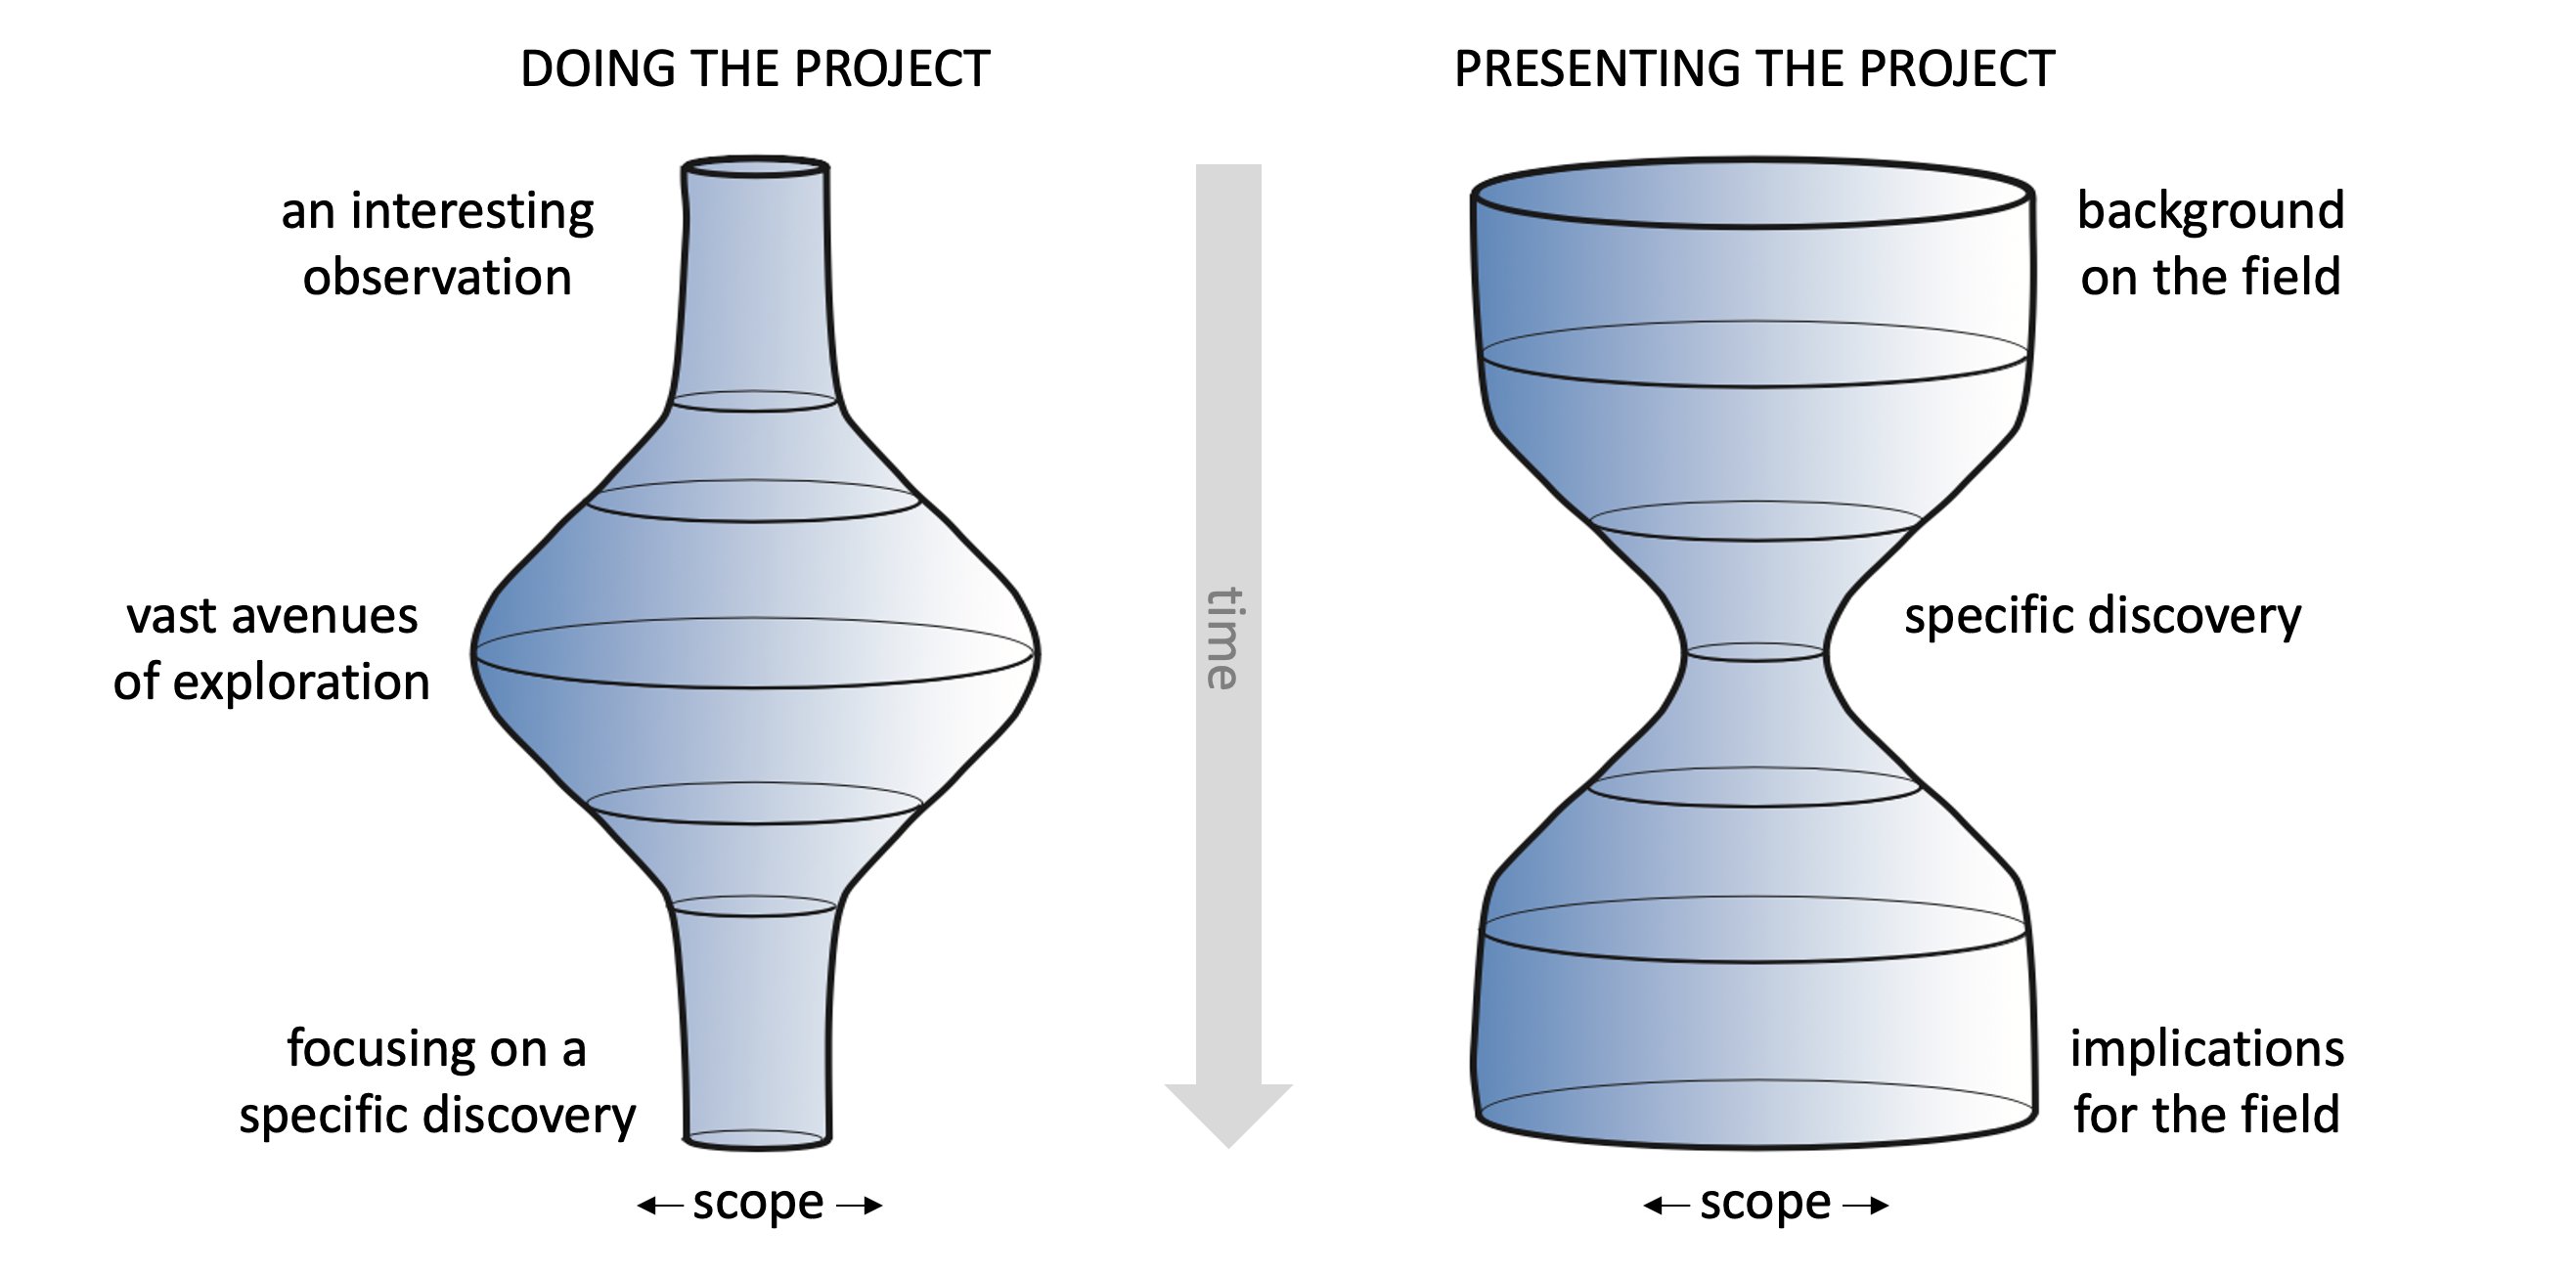 DOING THE PROJECT
an interesting
observation
vast avenues
of exploration
focusing on a
specific discovery
← scope →
time
PRESENTING THE PROJECT
background
on the field
specific discovery
implications
for the field
← scope →